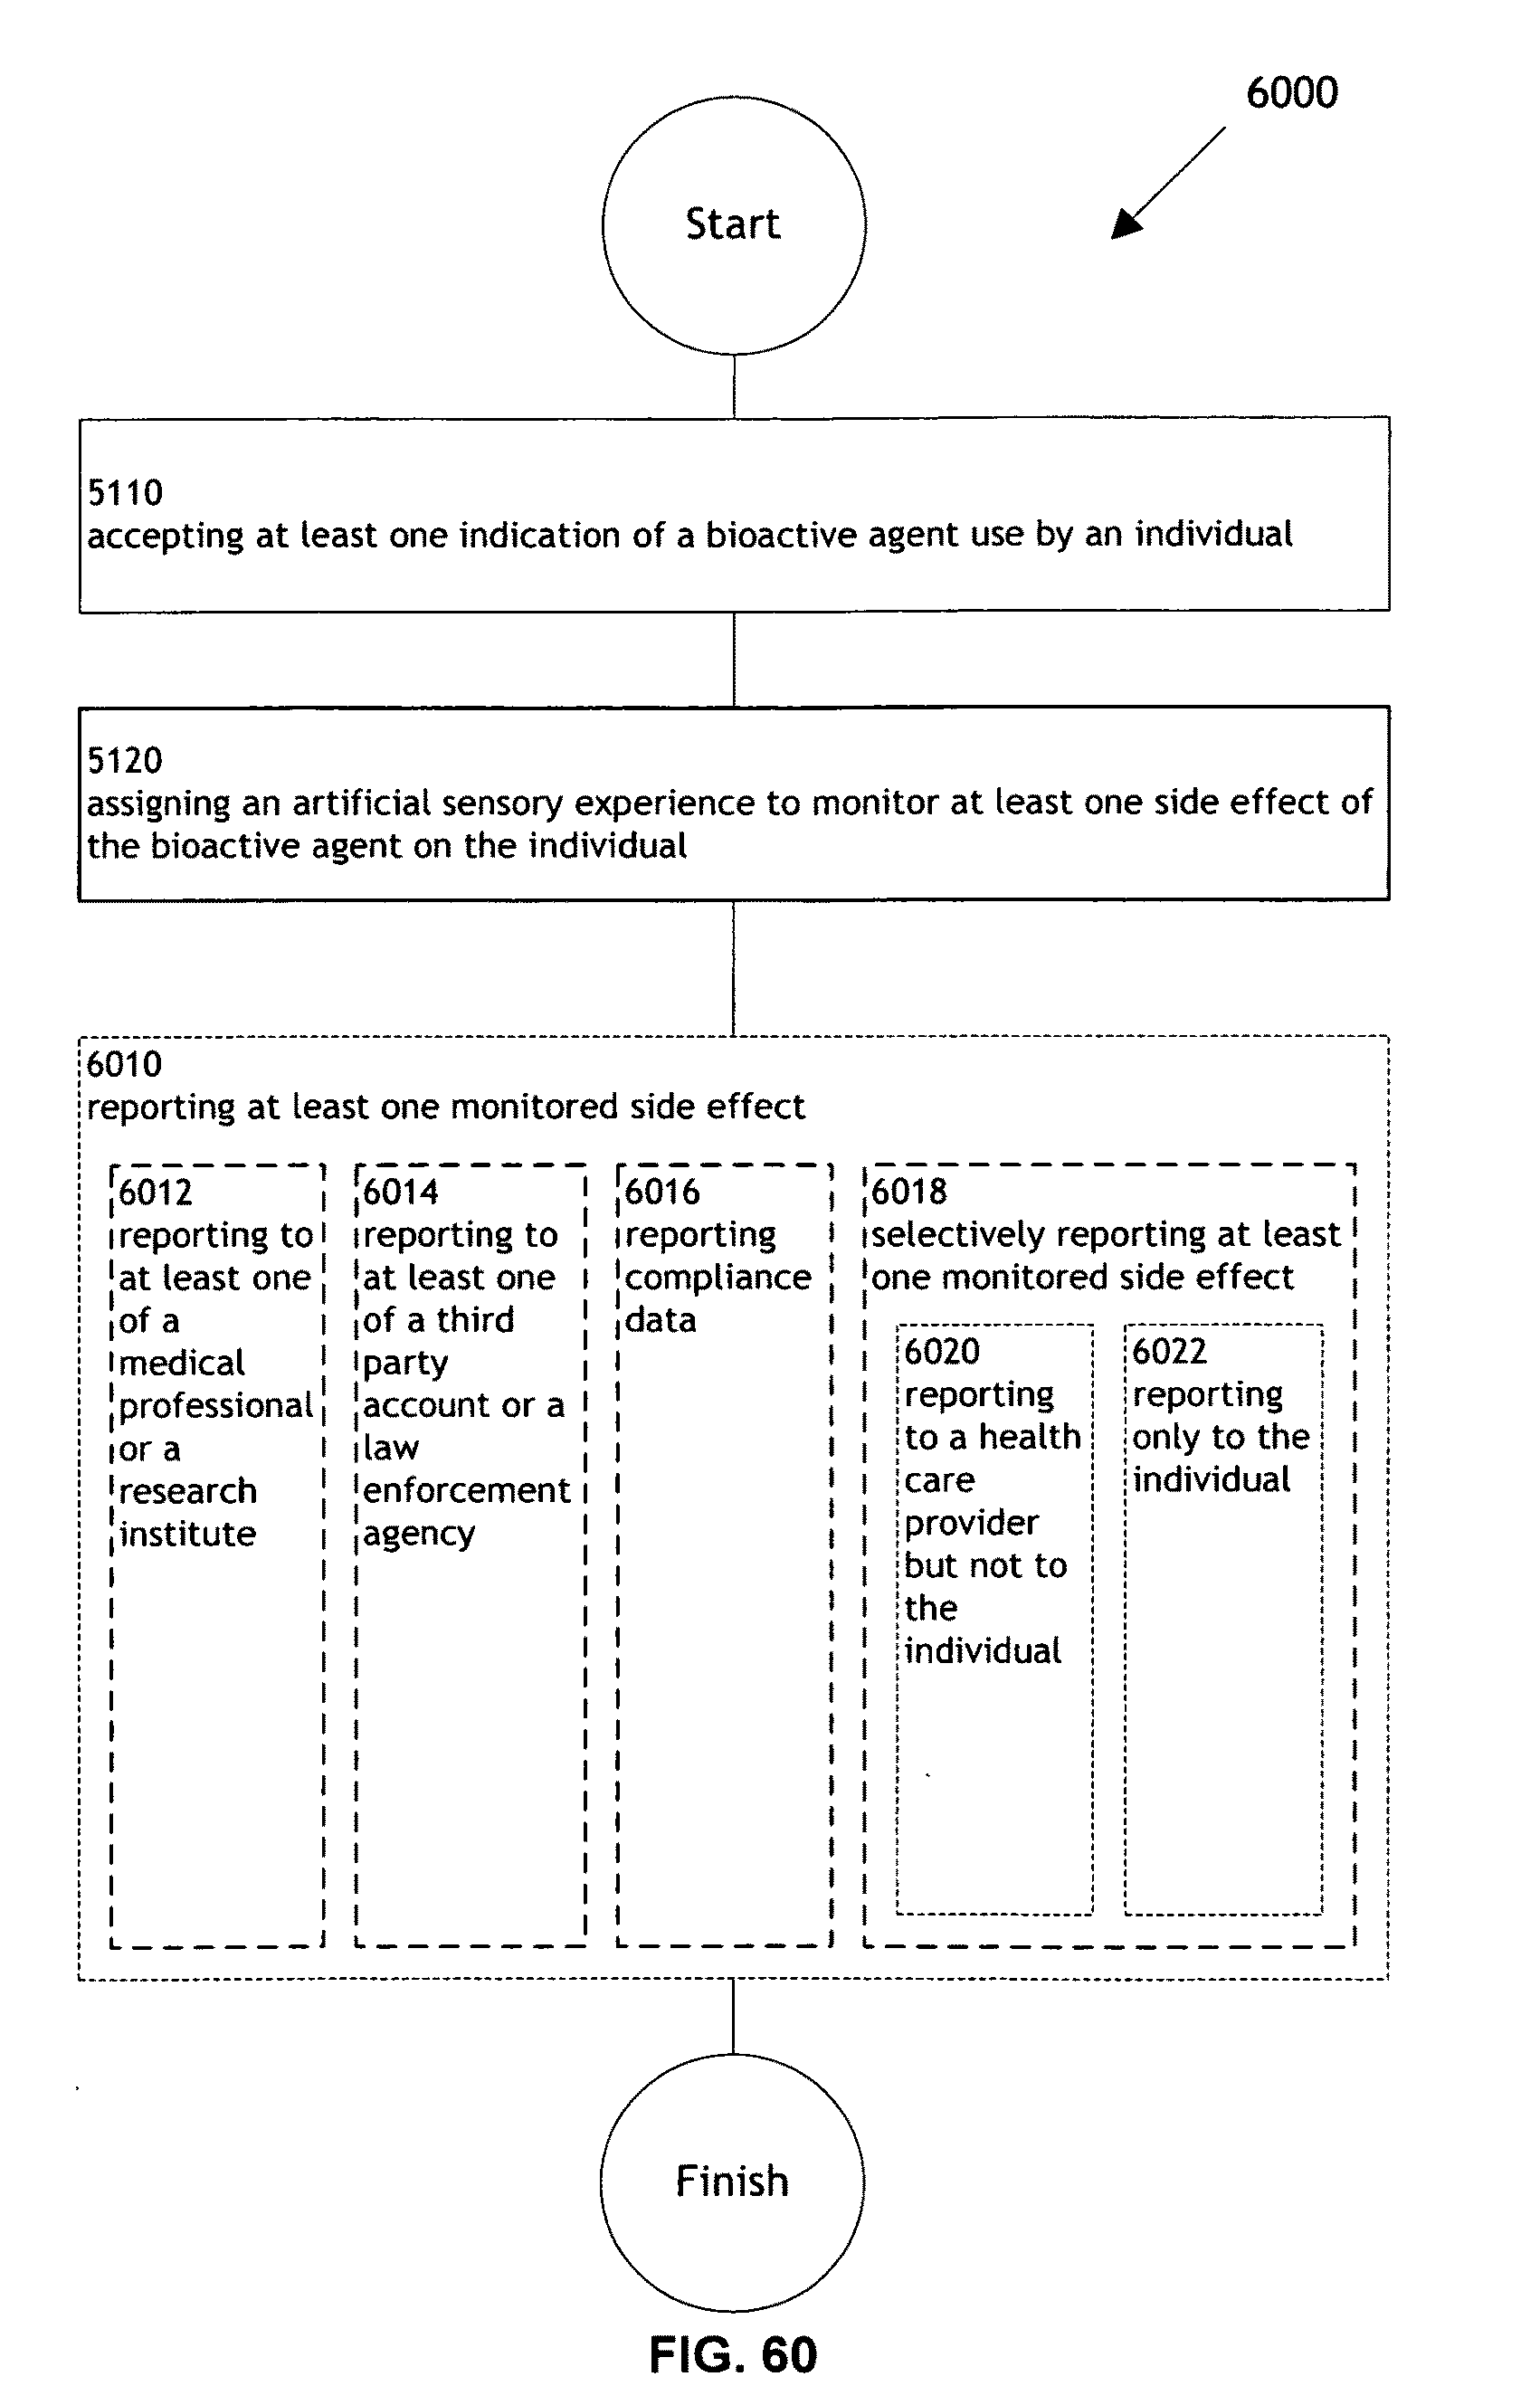 6000
Start
5110
accepting at least one indication of a bioactive agent use by an individual
5120
assigning an artificial sensory experience to monitor at least one side effect of
the bioactive agent on the individual
6010
reporting at least one monitored side effect
6012
reporting to
at least one
of a
medical
professional
or a
research
institute
6014
reporting to
at least one
of a third
party
account or a
law
enforcement
agency
6016
reporting
compliance
data
6018
selectively reporting at least
one monitored side effect
6020
reporting
to a health
care
provider
but not to
the
individual
6022
reporting
only to the
individual
Finish
FIG. 60